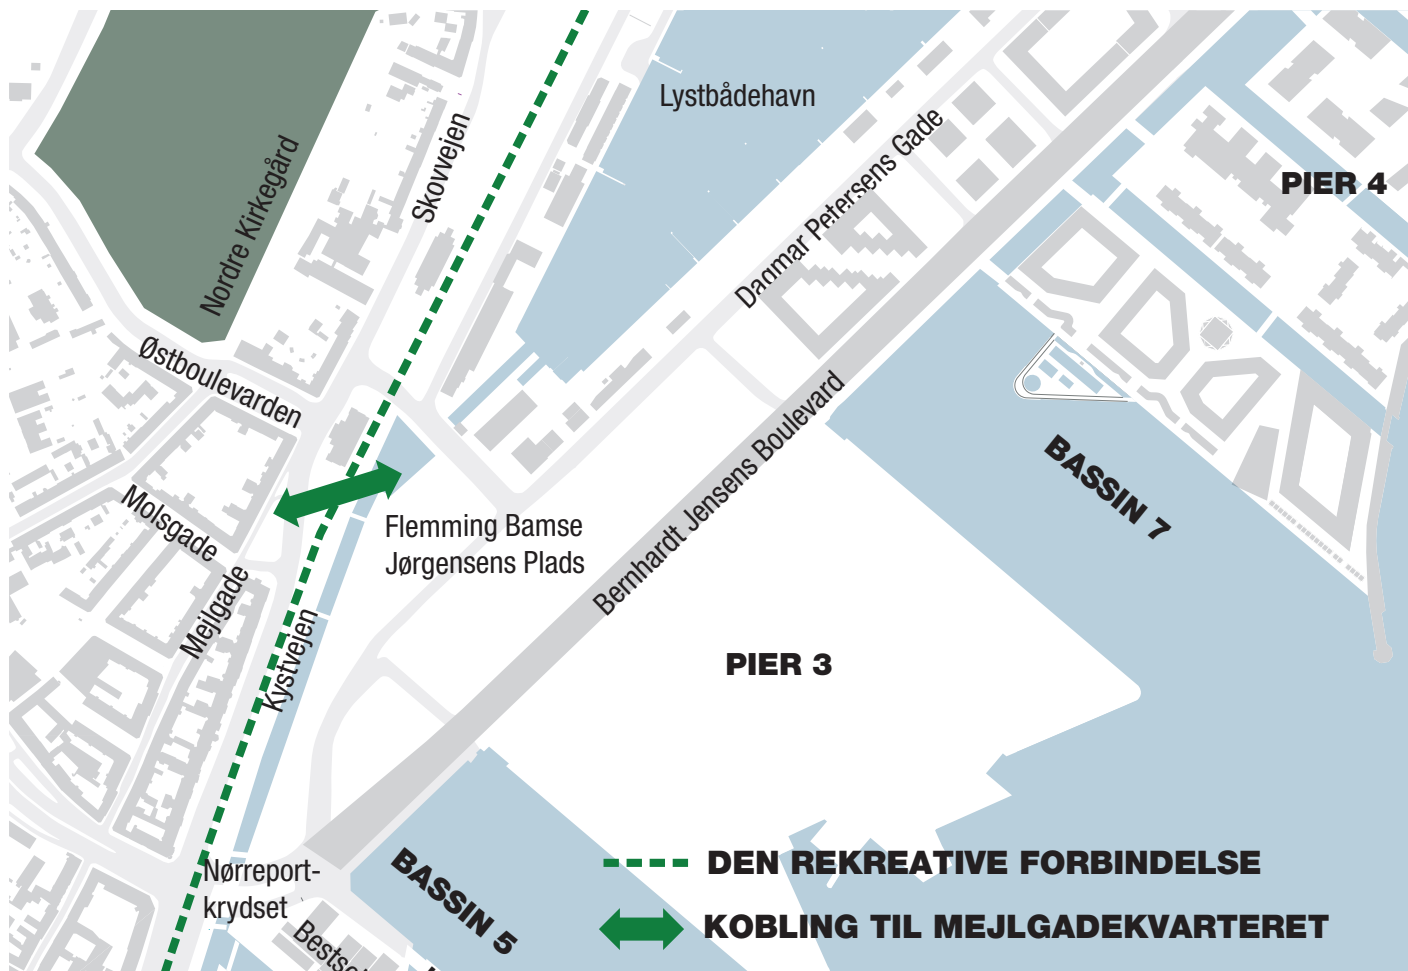 Lystbådehavn
Skovvejen
Dagmar Petersens Gade
PIER 4
Nordre Kirkegård
Østboulevarden
Bernhardt Jensens Boulevard
BASSIN 7
Molsgade
Flemming Bamse
Jørgensens Plads
Mejlgade
Kystvejen
PIER 3
Nørreport-
krydset
BASSIN 5
DEN REKREATIVE FORBINDELSE
KOBLING TIL MEJLGADEKVARTERET